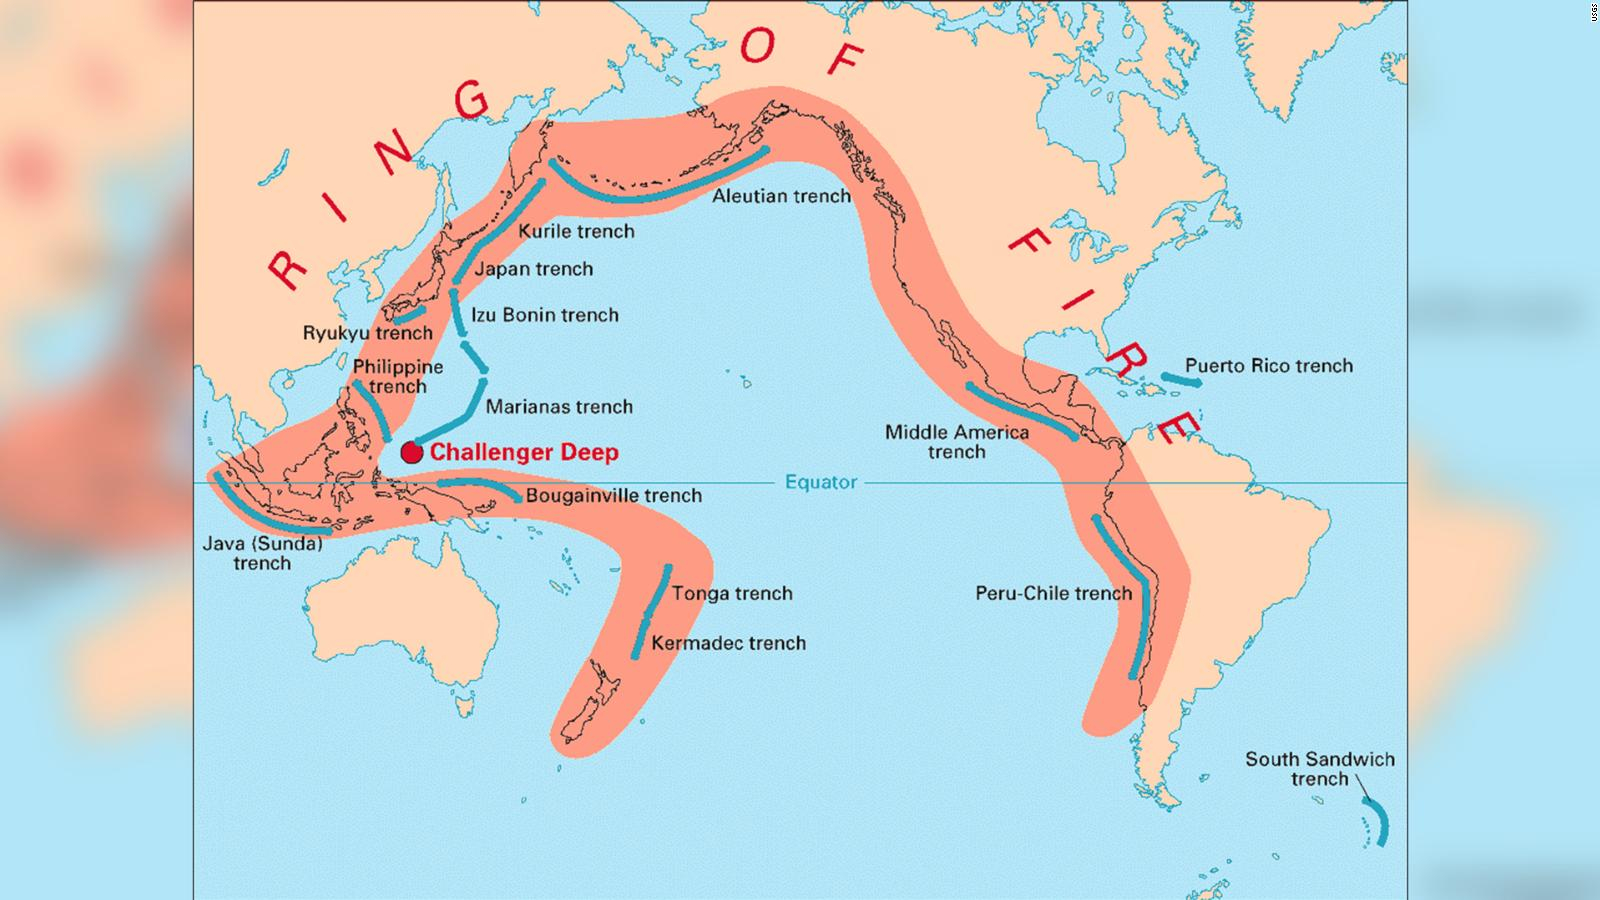 RING OF FIRE
USGS
Aleutian trench
Kurile trench
Japan trench
Izu Bonin trench
Ryukyu trench
Philippine
trench
Marianas trench
Challenger Deep
Bougainville trench
Equator
Java (Sunda)
trench
Tonga trench
Kermadec trench
Puerto Rico trench
Middle America
trench
Peru-Chile trench
South Sandwich
trench